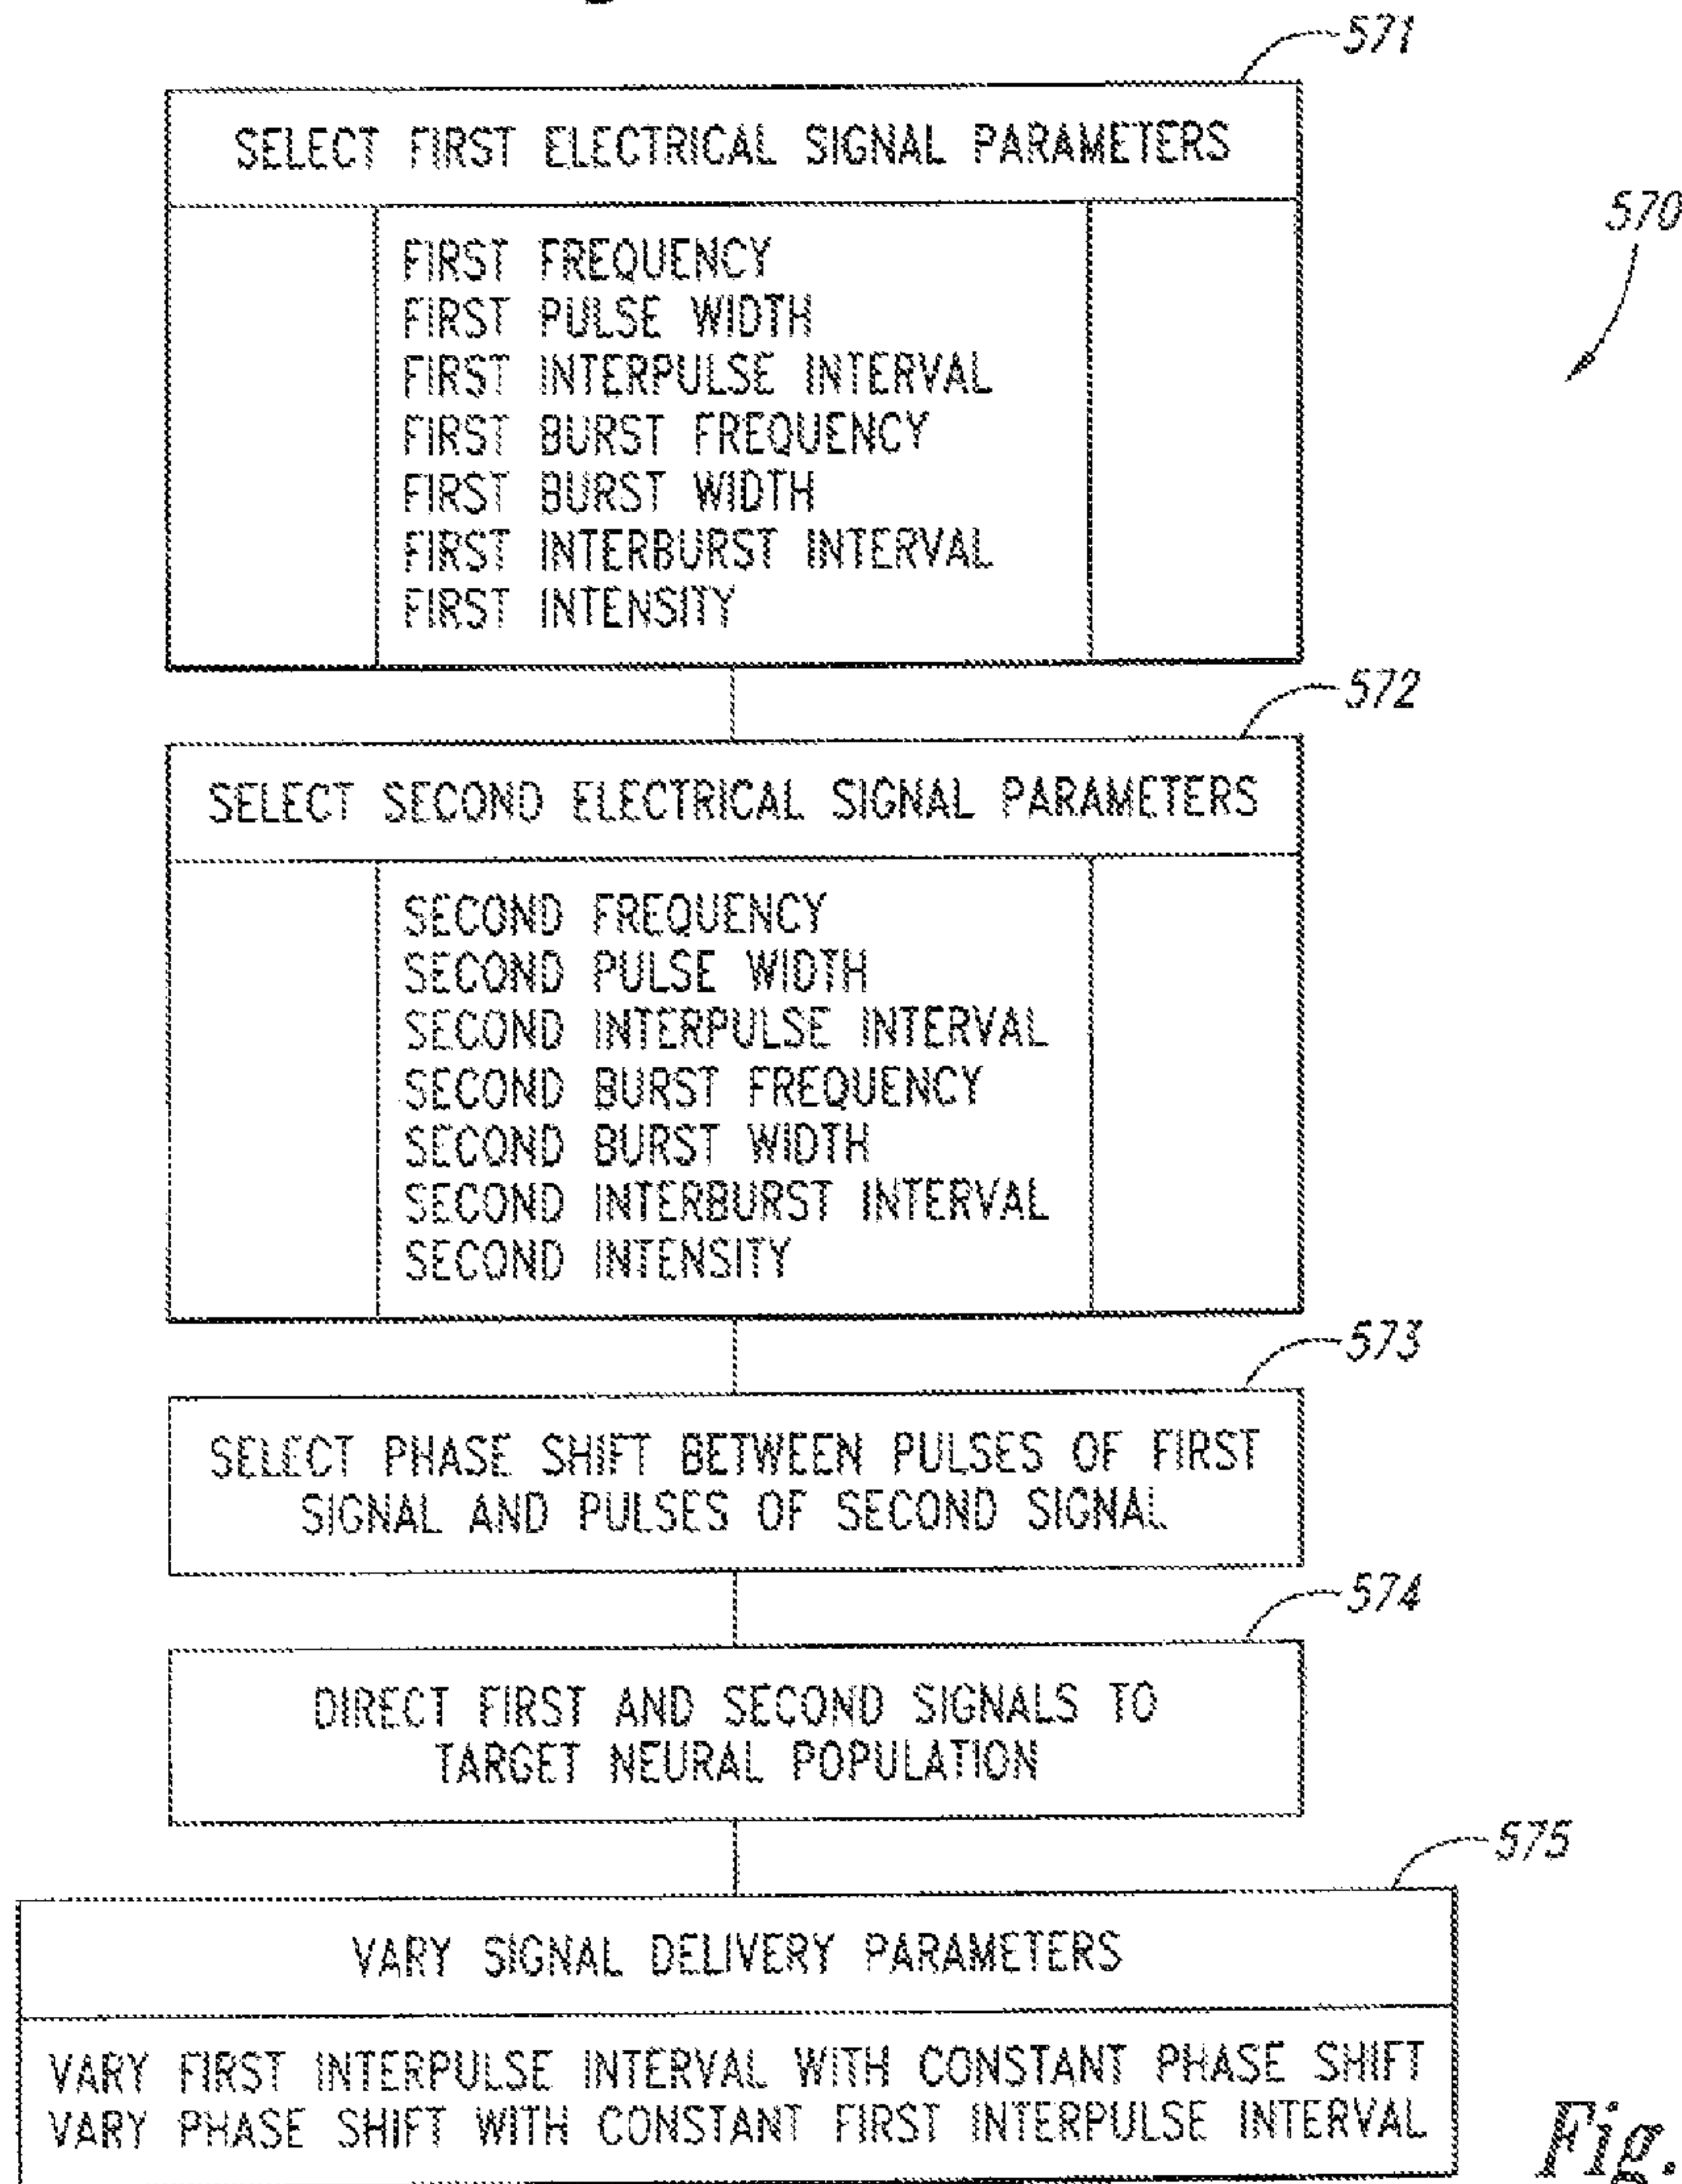 571
SELECT FIRST ELECTRICAL SIGNAL PARAMETERS
570
FIRST FREQUENCY
FIRST PULSE WIDTH
FIRST INTERPULSE INTERVAL
FIRST BURST FREQUENCY
FIRST BURST WIDTH
FIRST INTERBURST INTERVAL
FIRST INTENSITY
572
SELECT SECOND ELECTRICAL SIGNAL PARAMETERS
SECOND FREQUENCY
SECOND PULSE WIDTH
SECOND INTERPULSE INTERVAL
SECOND BURST FREQUENCY
SECOND BURST WIDTH
SECOND INTERBURST INTERVAL
SECOND INTENSITY
573
SELECT PHASE SHIFT BETWEEN PULSES OF FIRST
SIGNAL AND PULSES OF SECOND SIGNAL
574
DIRECT FIRST AND SECOND SIGNALS TO
TARGET NEURAL POPULATION
575
VARY SIGNAL DELIVERY PARAMETERS
VARY FIRST INTERPULSE INTERVAL WITH CONSTANT PHASE SHIFT
VARY PHASE SHIFT WITH CONSTANT FIRST INTERPULSE INTERVAL
Fig.